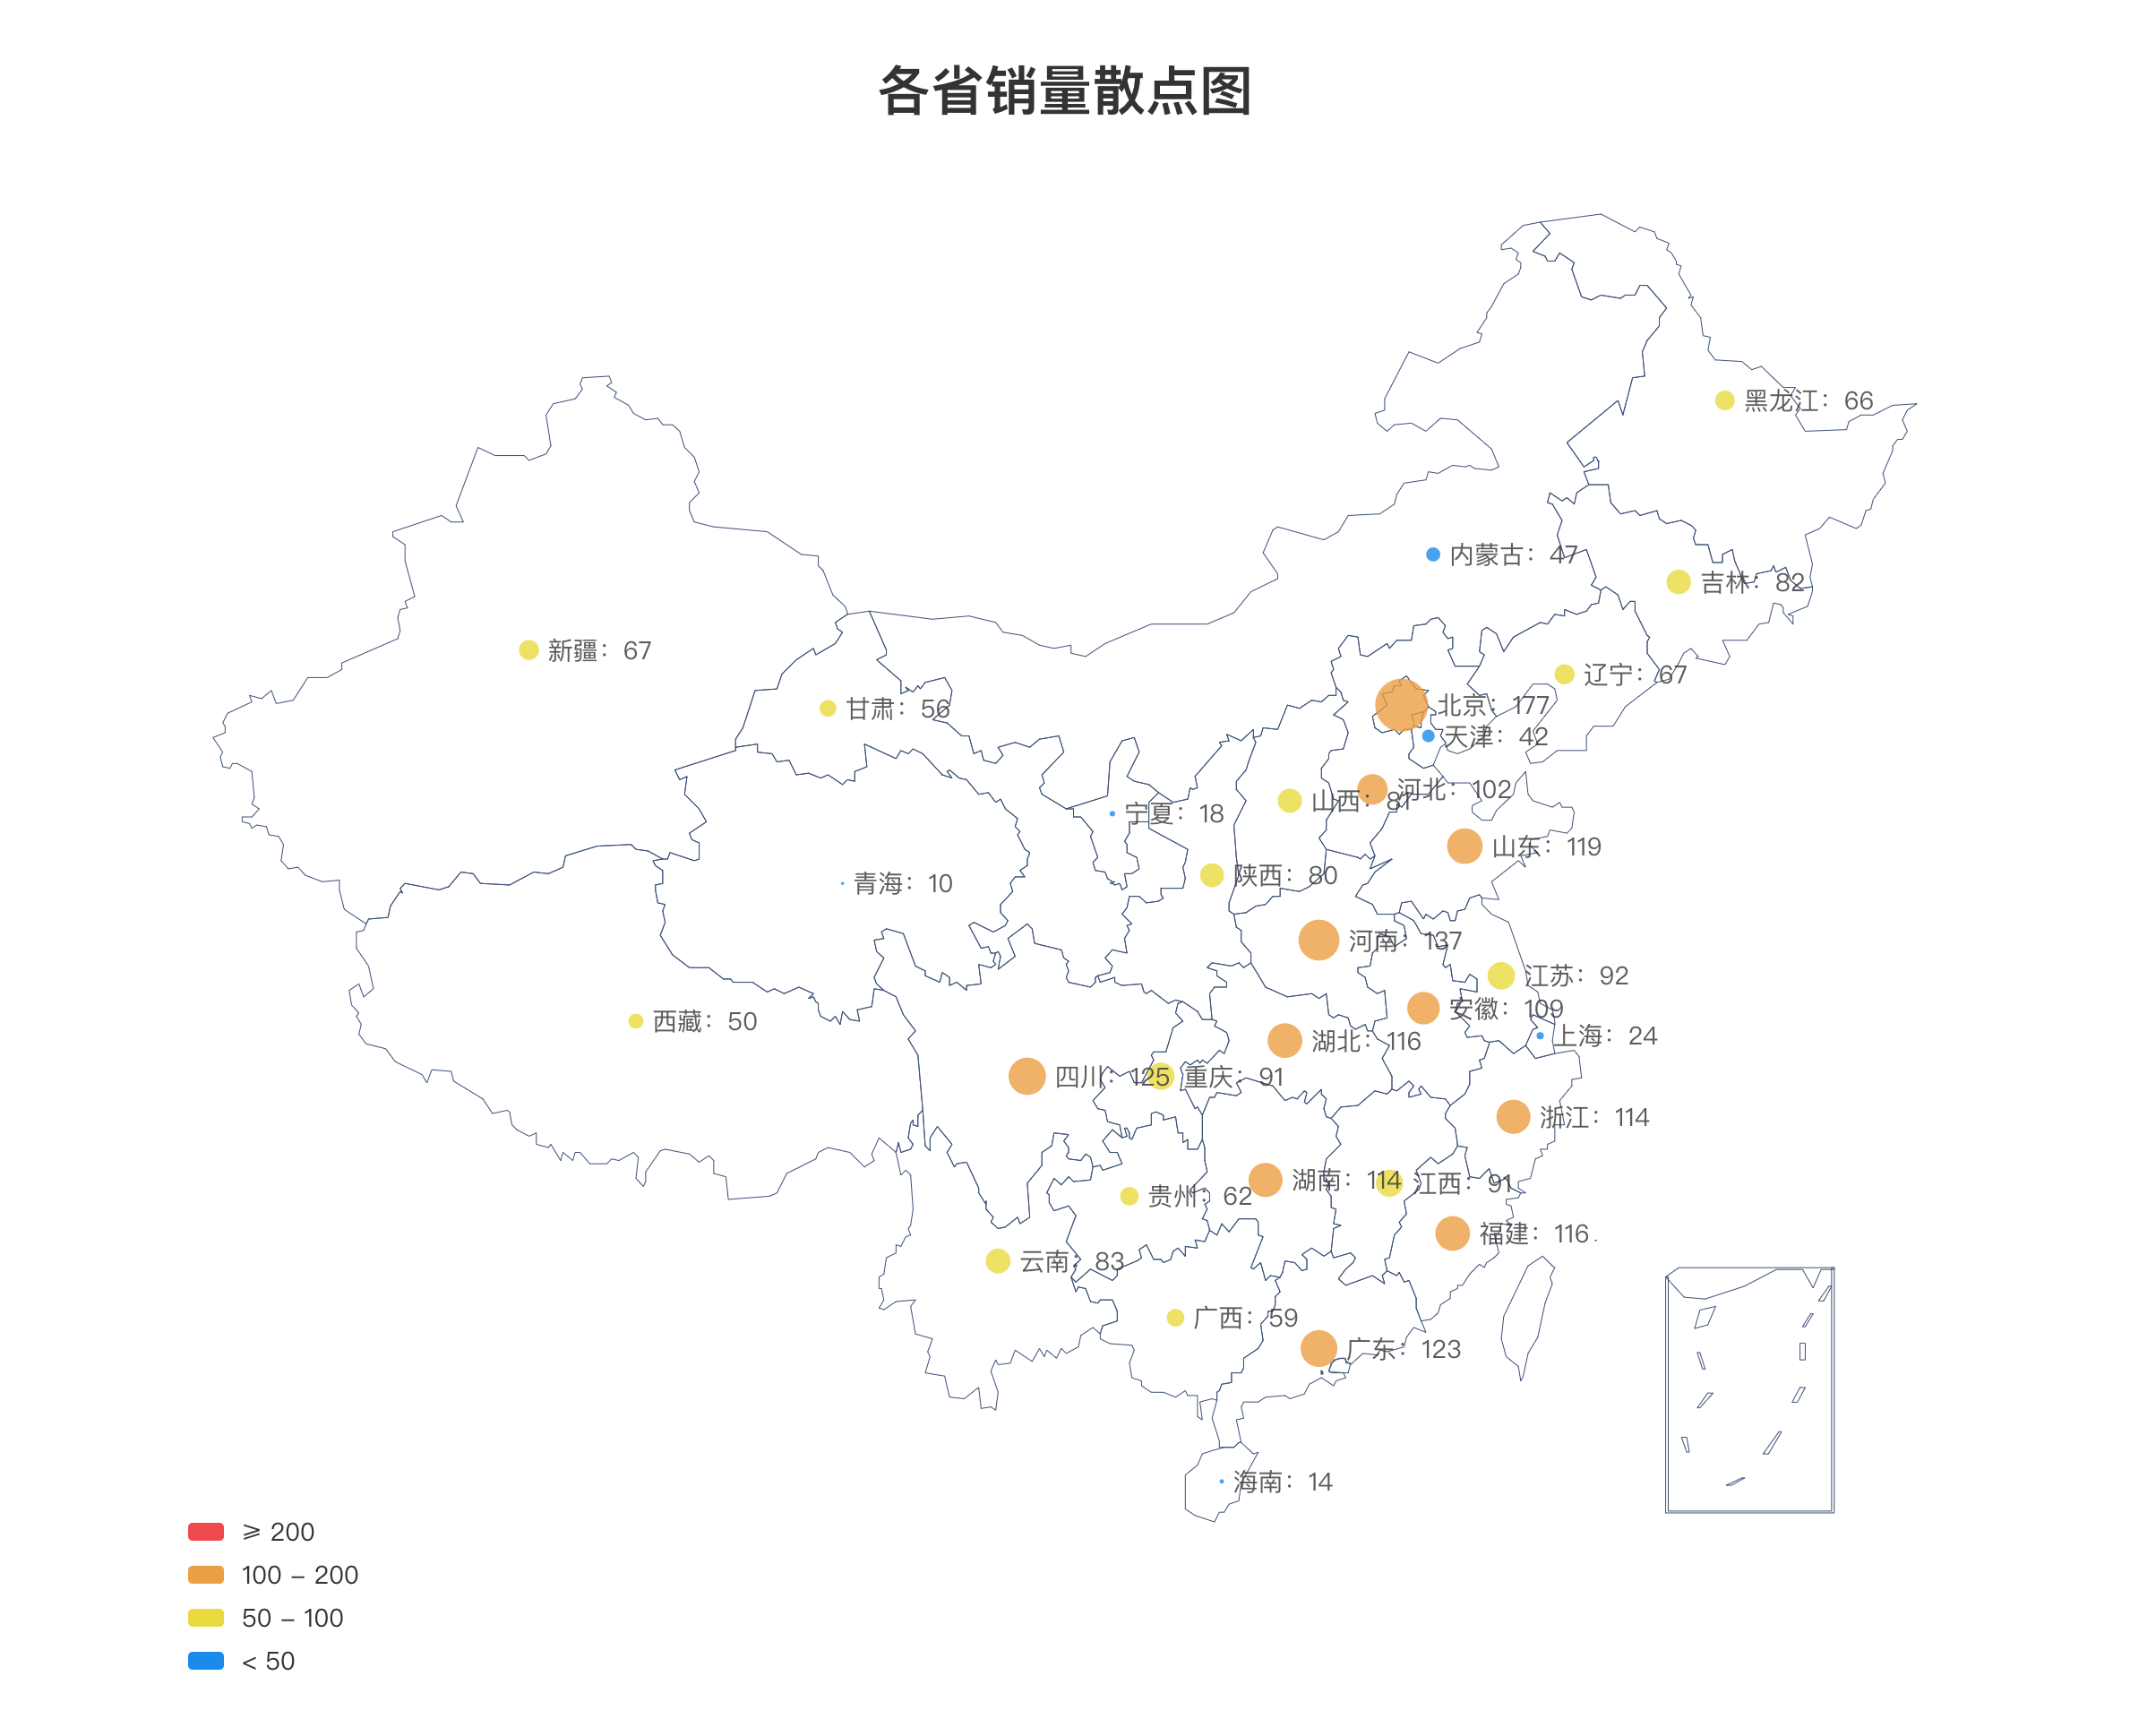 各省销量散点图
黑龙江：66
内蒙古：47
吉林：82
新疆：67
辽宁：67
甘肃：56
北京：177
天津：42
河北：102
山西：81
宁夏：18
山东：119
陕西：80
青海：10
河南：137
江苏：92
安徽：109
西藏：50
上海：24
湖北：116
四川：125
重庆：91
浙江：114
湖南：114
江西：91
贵州：62
福建：116
云南：83
广西：59
广东：123
海南：14
≥ 200
100 - 200
50 - 100
< 50